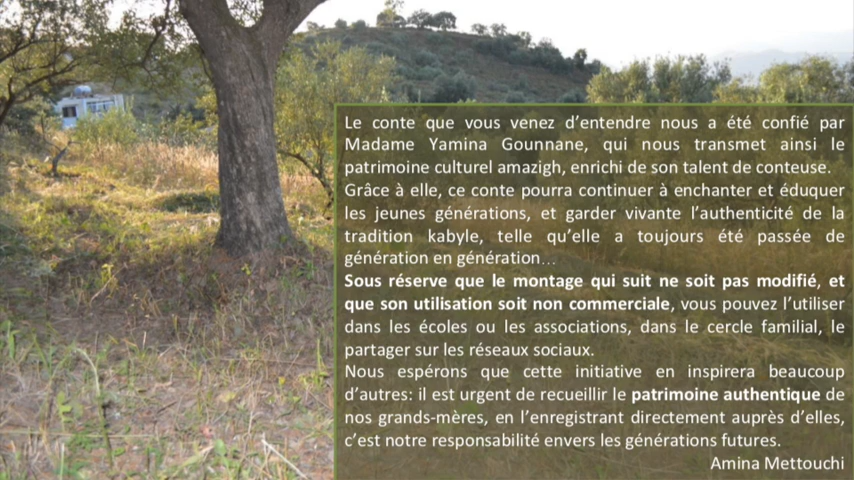 Le conte que vous venez d’entendre nous a été confié par
Madame Yamina Gounnane, qui nous transmet ainsi le
patrimoine culturel amazigh, enrichi de son talent de conteuse.
Grâce à elle, ce conte pourra continuer à enchanter et éduquer
les jeunes générations, et garder vivante l’authenticité de la
tradition kabyle, telle qu’elle a toujours été passée de
génération en génération…
Sous réserve que le montage qui suit ne soit pas modifié, et
que son utilisation soit non commerciale, vous pouvez l’utiliser
dans les écoles ou les associations, dans le cercle familial, le
partager sur les réseaux sociaux.
Nous espérons que cette initiative en inspirera beaucoup
d’autres: il est urgent de recueillir le patrimoine authentique de
nos grands-mères, en l’enregistrant directement auprès d’elles,
c’est notre responsabilité envers les générations futures.
Amina Mettouchi